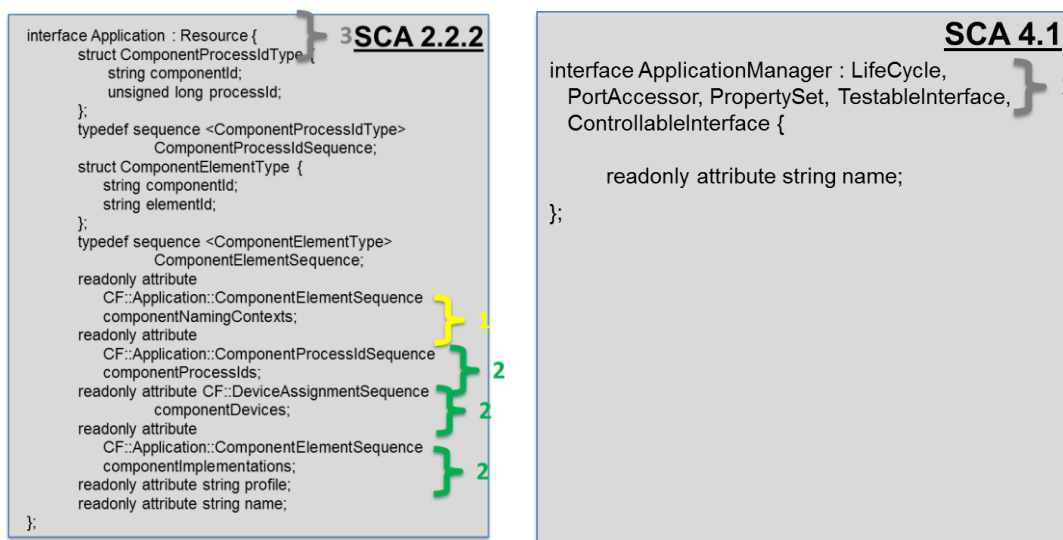 interface Application : Resource {
3
SCA 2.2.2
struct ComponentProcessIdType {
string componentId;
unsigned long processId;
};
typedef sequence <ComponentProcessIdType>
ComponentProcessIdSequence;
struct ComponentElementType {
string componentId;
string elementId;
};
typedef sequence <ComponentElementType>
ComponentElementSequence;
readonly attribute
CF::Application::ComponentElementSequence
componentNamingContexts;
1
readonly attribute
CF::Application::ComponentProcessIdSequence
componentProcessIds;
2
readonly attribute CF::DeviceAssignmentSequence
componentDevices;
2
readonly attribute
CF::Application::ComponentElementSequence
componentImplementations;
2
readonly attribute string profile;
readonly attribute string name;
};
SCA 4.1
interface ApplicationManager : LifeCycle,
PortAccessor, PropertySet, TestableInterface,
ControllableInterface {
readonly attribute string name;
};